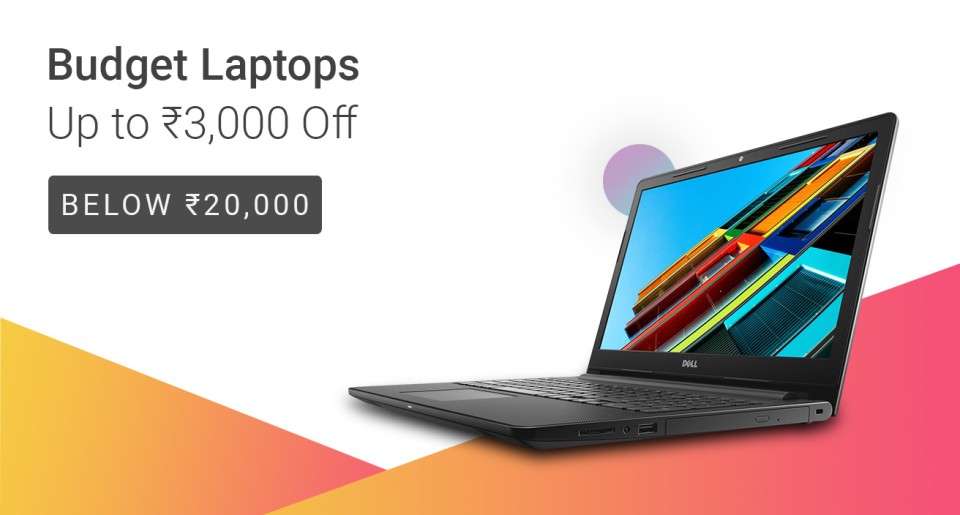 Budget Laptops
Up to ₹3,000 Off
BELOW ₹20,000
DELL